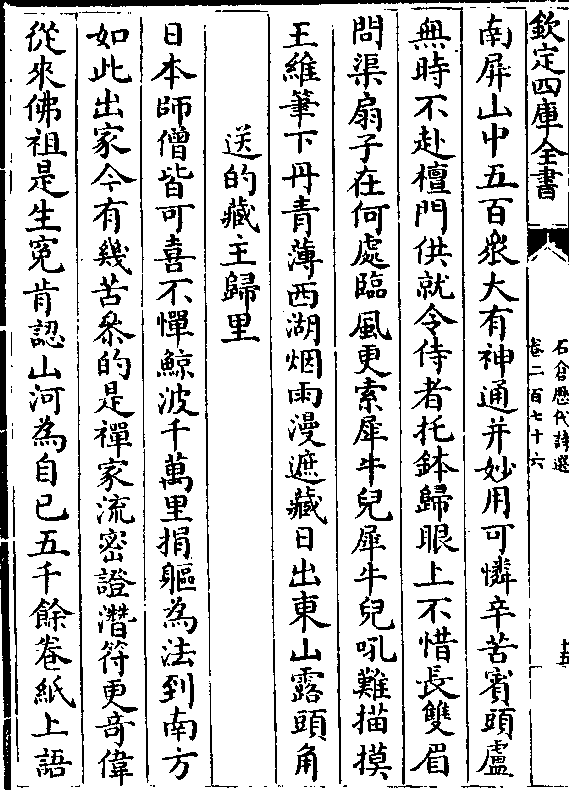 欽定四庫全書
石倉歷代詩選
卷二百七十六
南屏山中五百衆大有神通并妙用可憐辛苦賓頭盧
無時不赴檀門供就令侍者托鉢歸眼上不惜長雙眉
問渠扇子在何處臨風更索犀牛兒犀牛兒吼難描摸
王維筆下丹青薄西湖烟雨漫遮藏日出東山露頭角
送的藏主歸里
日本師僧皆可喜不憚鯨波千萬里捐軀為法到南方
如此出家今有幾苦叅的是禪家流密證潛符更竒偉
從來佛祖是生寃肯認山河為自已五千餘卷紙上語